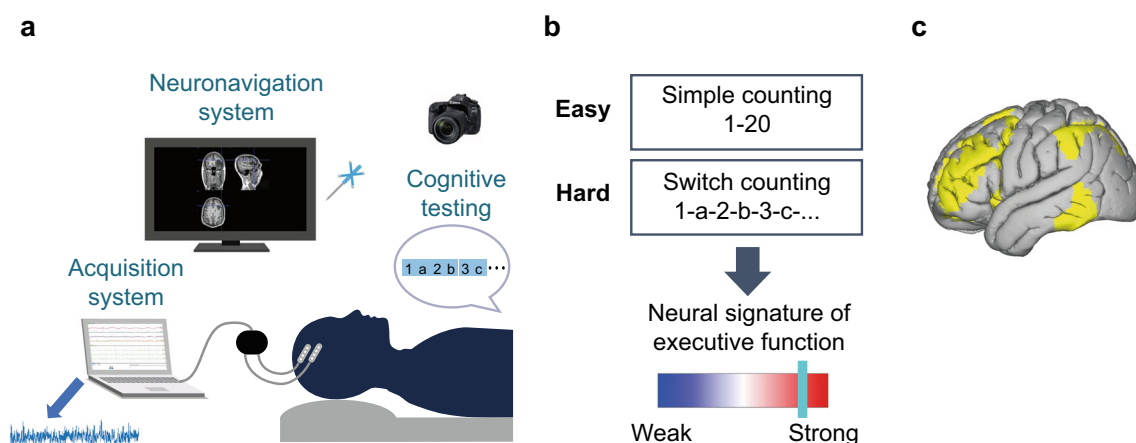 a
Neuronavigation
system
Cognitive
testing
1 a 2 b 3 c ...
Acquisition
system
b
Easy
Simple counting
1-20
Hard
Switch counting
1-a-2-b-3-c-...
Neural signature of
executive function
Weak
Strong
c